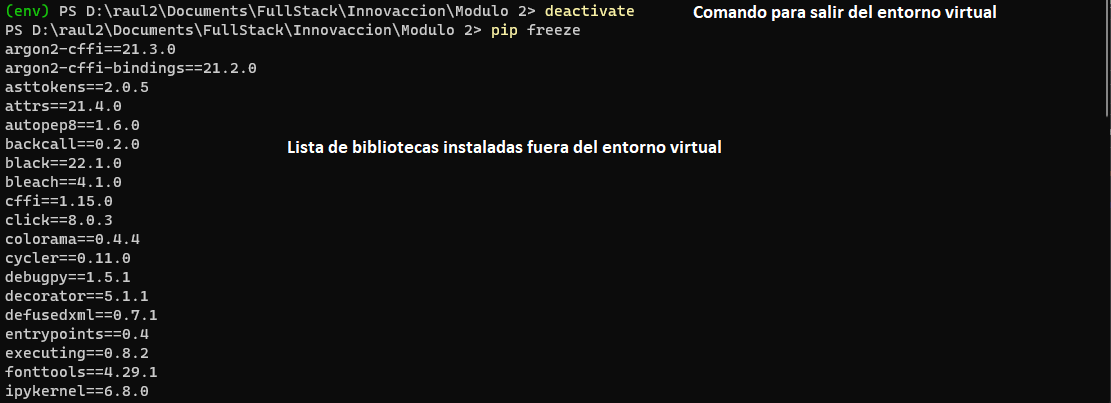 (env) PS D:\raul2\Documents\FullStack\Innovaccion\Modulo 2> deactivate
Comando para salir del entorno virtual
PS D:\raul2\Documents\FullStack\Innovaccion\Modulo 2> pip freeze
argon2-cffi==21.3.0
argon2-cffi-bindings==21.2.0
asttokens==2.0.5
attrs==21.4.0
autopep8==1.6.0
backcall==0.2.0
Lista de bibliotecas instaladas fuera del entorno virtual
black==22.1.0
bleach==4.1.0
cffi==1.15.0
click==8.0.3
colorama==0.4.4
cycler==0.11.0
debugpy==1.5.1
decorator==5.1.1
defusedxml==0.7.1
entrypoints==0.4
executing==0.8.2
fonttools==4.29.1
ipykernel==6.8.0